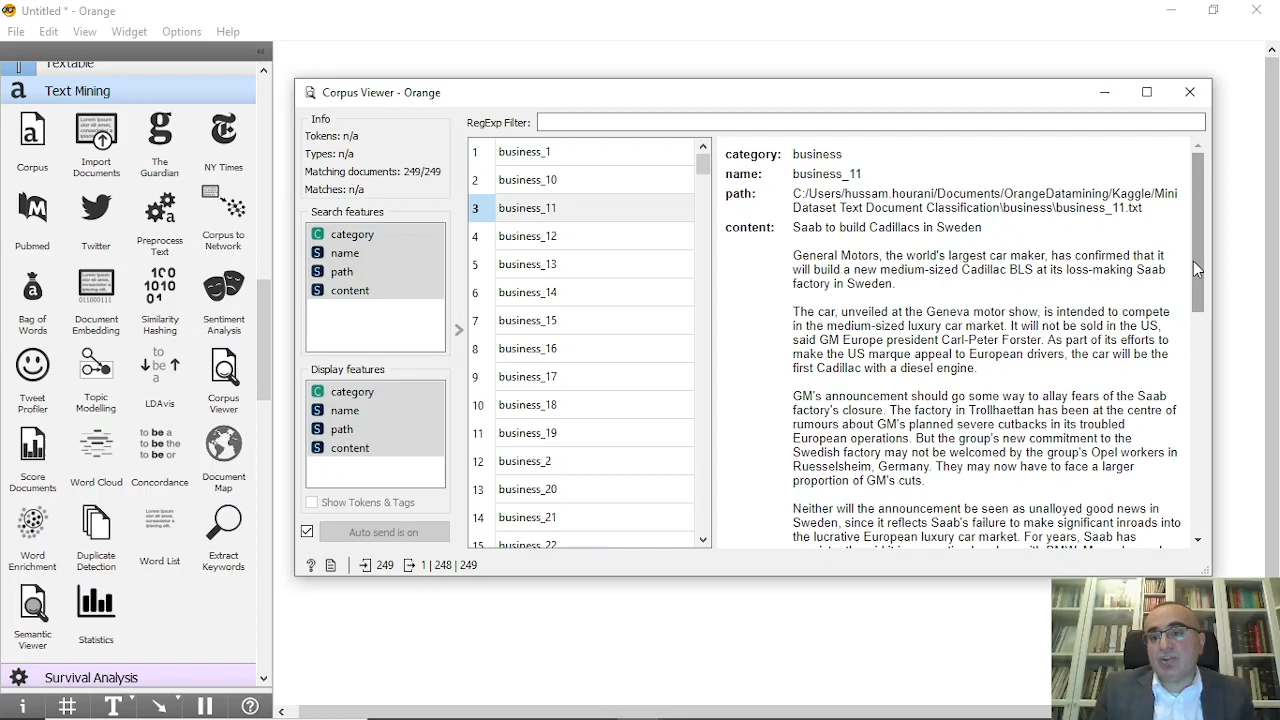 Untitled * - Orange
File Edit View Widget Options Help
Textable
a Text Mining
Corpus
Import Documents
The Guardian
NY Times
Pubmed
Twitter
Preprocess Text
Corpus to Network
Bag of Words
Document Embedding
Similarity Hashing
Sentiment Analysis
Tweet Profiler
Topic Modelling
LDAvis
Corpus Viewer
Score Documents
Word Cloud
Concordance
Document Map
Word Enrichment
Duplicate Detection
Word List
Extract Keywords
Semantic Viewer
Statistics
Survival Analysis
Corpus Viewer - Orange
Info
Tokens: n/a
Types: n/a
Matching documents: 249/249
Matches: n/a
Search features
C category
S name
S path
S content
Display features
C category
S name
S path
S content
Show Tokens & Tags
Auto send is on
? 249 1 | 248 | 249
RegExp Filter:
1 business_1
2 business_10
3 business_11
4 business_12
5 business_13
6 business_14
7 business_15
8 business_16
9 business_17
10 business_18
11 business_19
12 business_2
13 business_20
14 business_21
15 business_22
category: business
name: business_11
path: C:/Users/hussam.hourani/Documents/OrangeDatamining/Kaggle/Mini
Dataset Text Document Classification\business\business_11.txt
content: Saab to build Cadillacs in Sweden
General Motors, the world's largest car maker, has confirmed that it
will build a new medium-sized Cadillac BLS at its loss-making Saab
factory in Sweden.
The car, unveiled at the Geneva motor show, is intended to compete
in the medium-sized luxury car market. It will not be sold in the US,
said GM Europe president Carl-Peter Forster. As part of its efforts to
make the US marque appeal to European drivers, the car will be the
first Cadillac with a diesel engine.
GM's announcement should go some way to allay fears of the Saab
factory's closure. The factory in Trollhaettan has been at the centre of
rumours about GM's planned severe cutbacks in its troubled
European operations. But the group's new commitment to the
Swedish factory may not be welcomed by the group's Opel workers in
Ruesselsheim, Germany. They may now have to face a larger
proportion of GM's cuts.
Neither will the announcement be seen as unalloyed good news in
Sweden, since it reflects Saab's failure to make significant inroads into
the lucrative European luxury car market. For years, Saab has